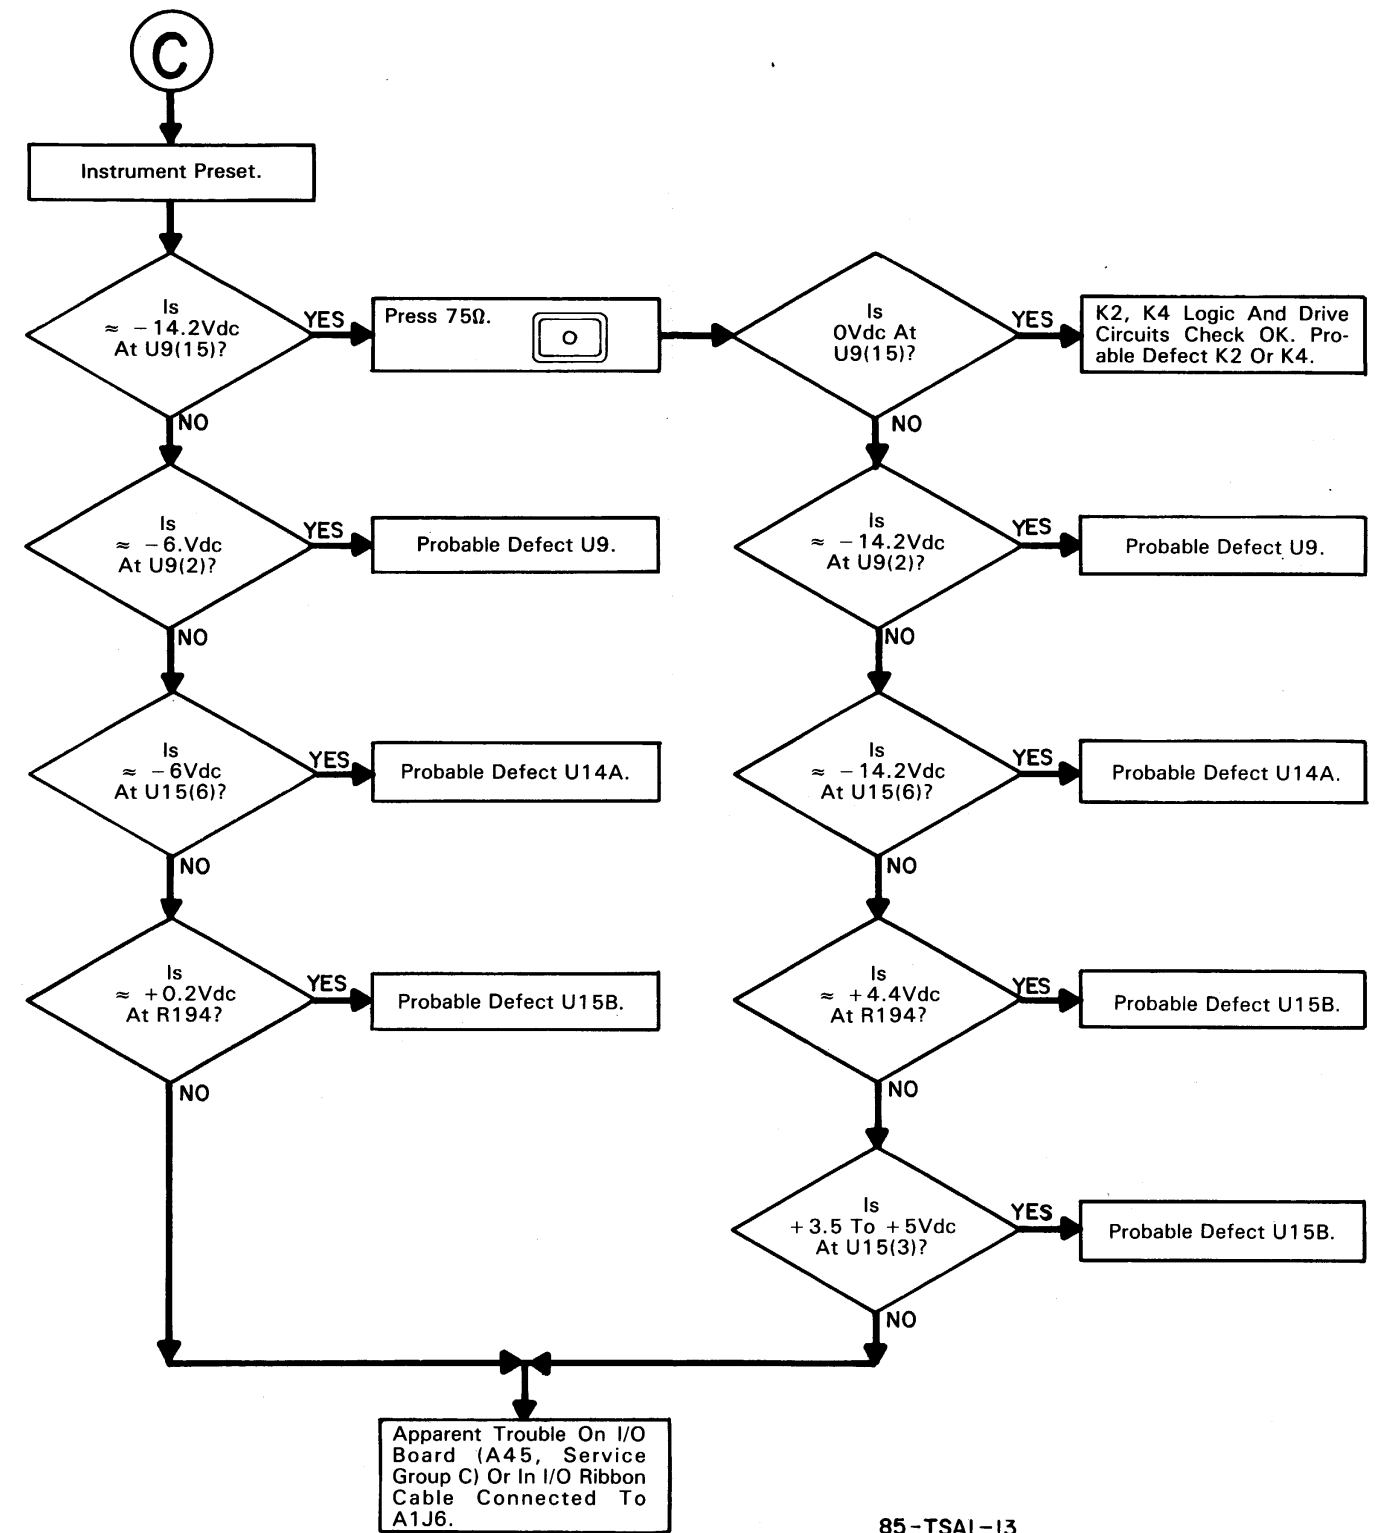 C
Instrument Preset.
Is
≈ −14.2Vdc
At U9(15)?
YES
NO
Press 75Ω.
Is
0Vdc At
U9(15)?
YES
NO
K2, K4 Logic And Drive
Circuits Check OK. Pro-
able Defect K2 Or K4.
Is
≈ −6.Vdc
At U9(2)?
YES
NO
Probable Defect U9.
Is
≈ −14.2Vdc
At U9(2)?
YES
NO
Probable Defect U9.
Is
≈ −6Vdc
At U15(6)?
YES
NO
Probable Defect U14A.
Is
≈ −14.2Vdc
At U15(6)?
YES
NO
Probable Defect U14A.
Is
≈ +0.2Vdc
At R194?
YES
NO
Probable Defect U15B.
Is
≈ +4.4Vdc
At R194?
YES
NO
Probable Defect U15B.
Is
+3.5 To +5Vdc
At U15(3)?
YES
NO
Probable Defect U15B.
Apparent Trouble On I/O
Board (A45, Service
Group C) Or In I/O Ribbon
Cable Connected To
A1J6.
85-TSA1-13